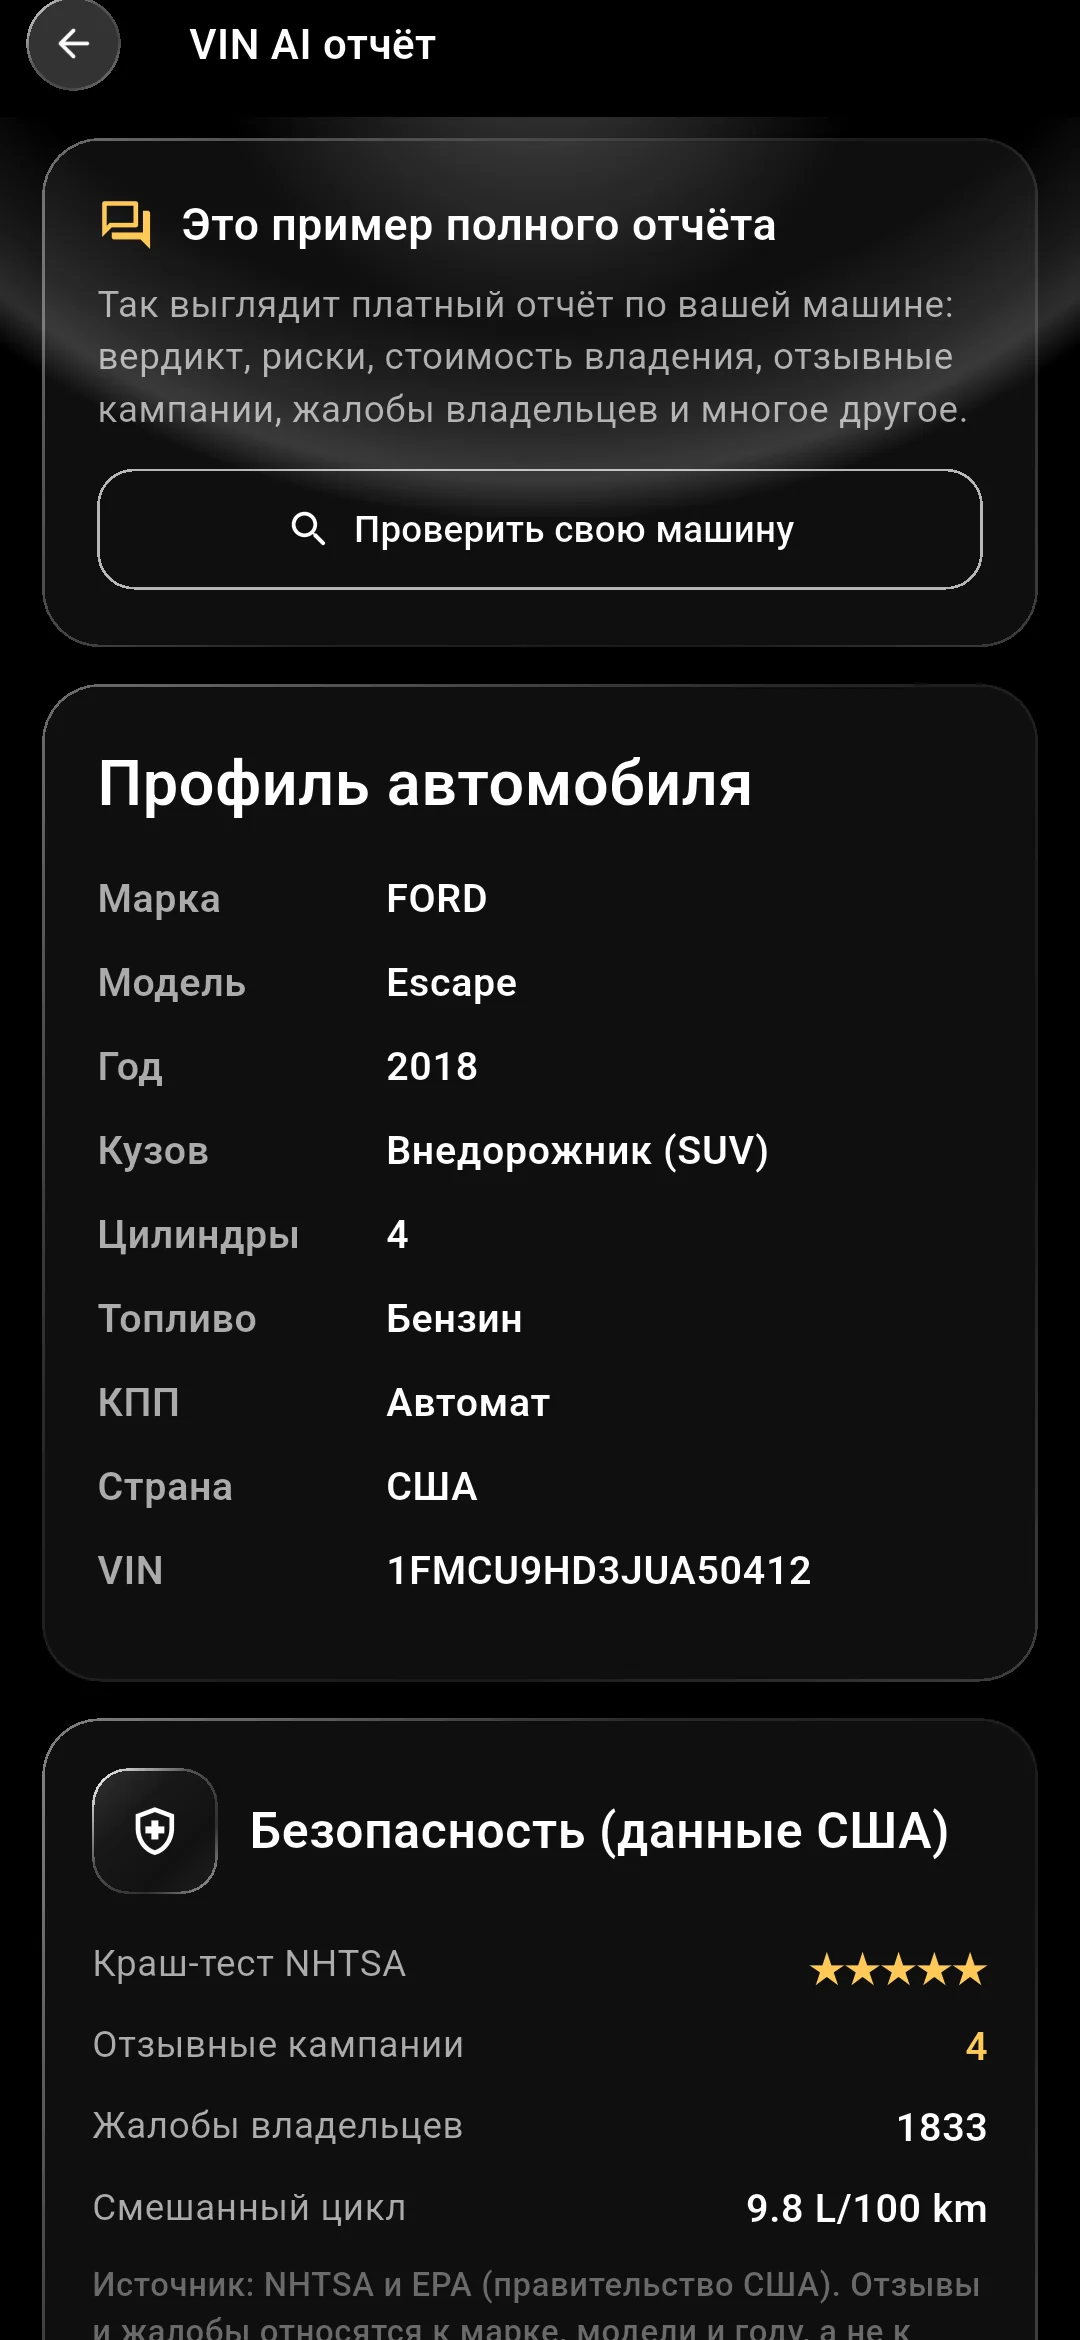 VIN AI отчёт
Это пример полного отчёта
Так выглядит платный отчёт по вашей машине:
вердикт, риски, стоимость владения, отзывные
кампании, жалобы владельцев и многое другое.
Проверить свою машину
Профиль автомобиля
Марка FORD
Модель Escape
Год 2018
Кузов Внедорожник (SUV)
Цилиндры 4
Топливо Бензин
КПП Автомат
Страна США
VIN 1FMCU9HD3JUA50412
Безопасность (данные США)
Краш-тест NHTSA ★★★★★
Отзывные кампании 4
Жалобы владельцев 1833
Смешанный цикл 9.8 L/100 km
Источник: NHTSA и EPA (правительство США). Отзывы
и жалобы относятся к марке, модели и году, а не к